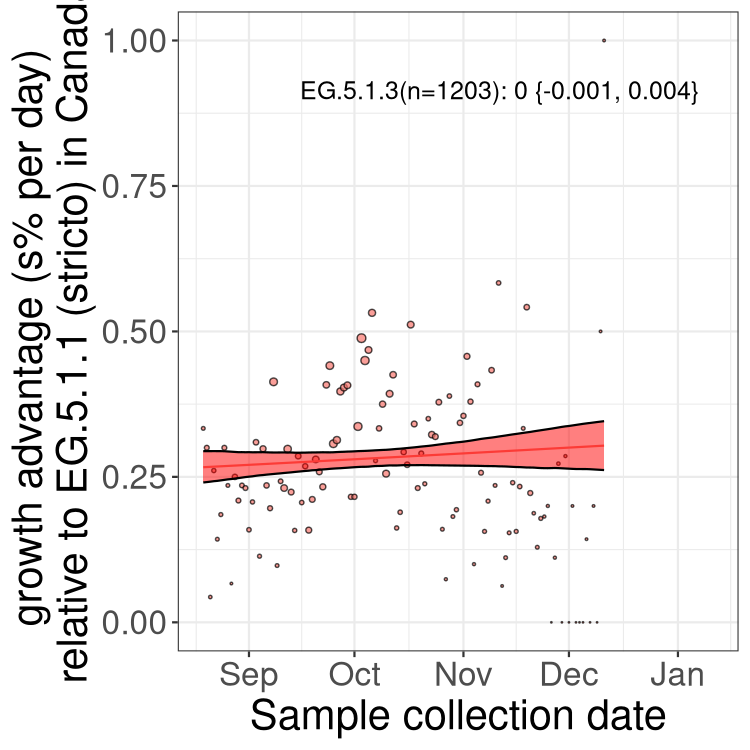 growth advantage (s% per day)
relative to EG.5.1.1 (stricto) in Canada
1.00
0.75
0.50
0.25
0.00
EG.5.1.3(n=1203): 0 {-0.001, 0.004}
Sep Oct Nov Dec Jan
Sample collection date